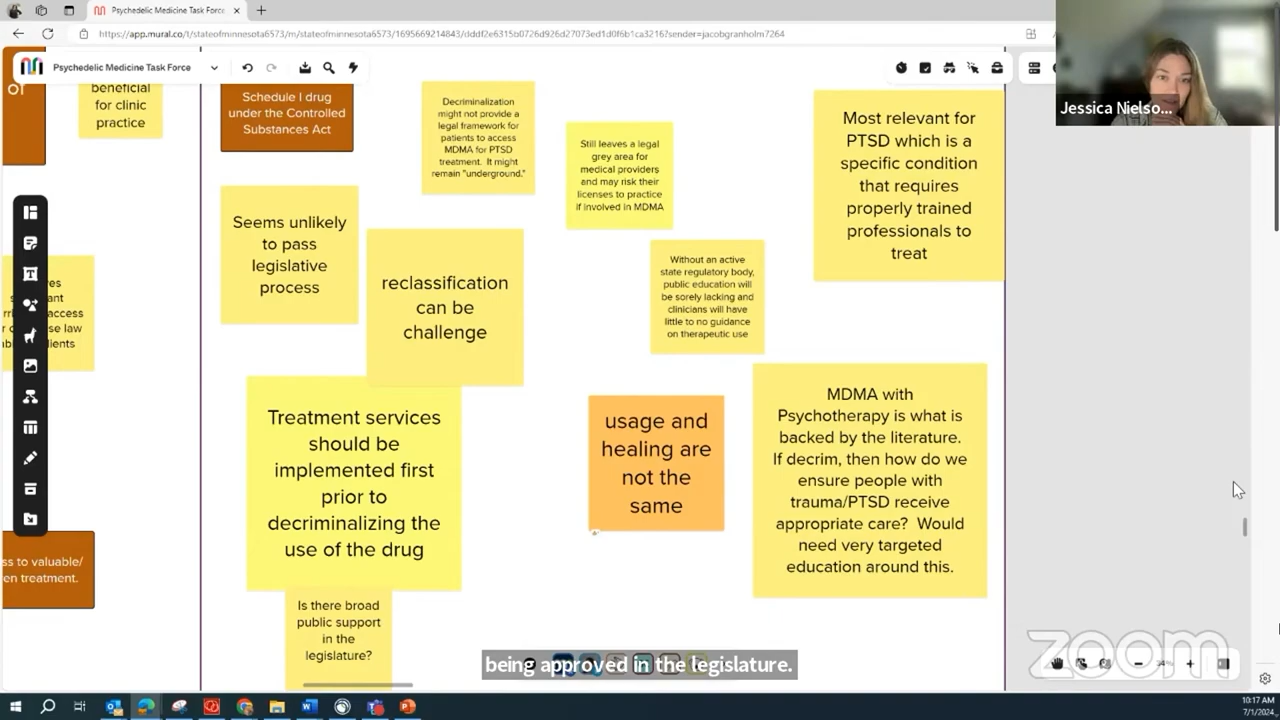 Psychedelic Medicine Task Force
https://app.mural.co/t/stateofminnesota6573/m/stateofminnesota6573/1695669214843/dddf2e6315b0726d926d27073ed1d0f6b1ca3216?sender=jacobgranholm7264
Psychedelic Medicine Task Force
Jessica Nielso...
of
beneficial
for clinic
practice
Schedule I drug
under the Controlled
Substances Act
Decriminalization
might not provide a
legal framework for
patients to access
MDMA for PTSD
treatment. It might
remain "underground."
Still leaves a legal
grey area for
medical providers
and may risk their
licenses to practice
if involved in MDMA
Most relevant for
PTSD which is a
specific condition
that requires
properly trained
professionals to
treat
Seems unlikely
to pass
legislative
process
reclassification
can be
challenge
Without an active
state regulatory body,
public education will
be sorely lacking and
clinicians will have
little to no guidance
on therapeutic use
Treatment services
should be
implemented first
prior to
decriminalizing the
use of the drug
usage and
healing are
not the
same
MDMA with
Psychotherapy is what is
backed by the literature.
If decrim, then how do we
ensure people with
trauma/PTSD receive
appropriate care? Would
need very targeted
education around this.
ss to valuable/
en treatment.
Is there broad
public support
in the
legislature?
being approved in the legislature.
zoom
10:17 AM
7/1/2024